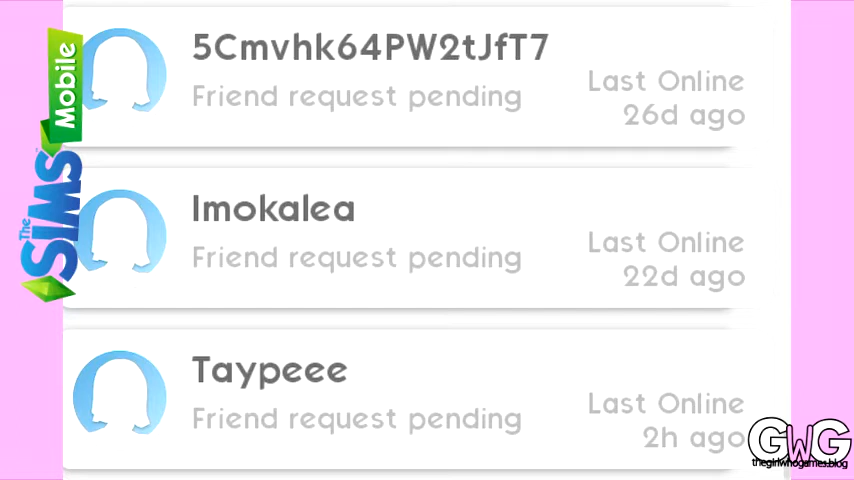 5Cmvhk64PW2tJfT7
Friend request pending
Last Online
26d ago
The SIMS Mobile
Imokalea
Friend request pending
Last Online
22d ago
Taypeee
Friend request pending
Last Online
2h ago
GWG
thegirlwhogames.blog